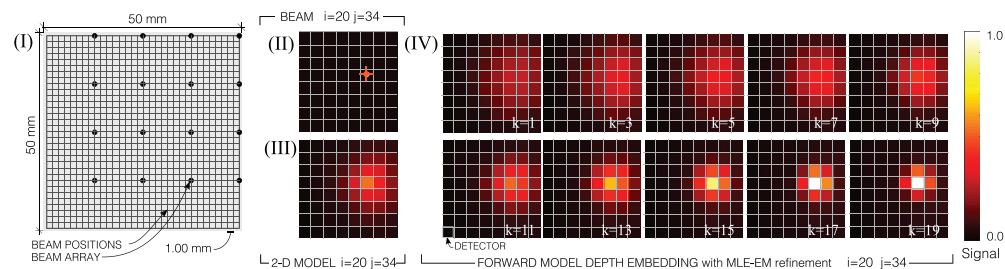 50 mm
BEAM i=20 j=34
(I)
(II)
(IV)
1.0
50 mm
k=1
k=3
k=5
k=7
k=9
(III)
BEAM POSITIONS
BEAM ARRAY
1.00 mm
k=11
k=13
k=15
k=17
k=19
0.0
Signal
DETECTOR
2-D MODEL i=20 j=34
FORWARD MODEL DEPTH EMBEDDING with MLE-EM refinement i=20 j=34